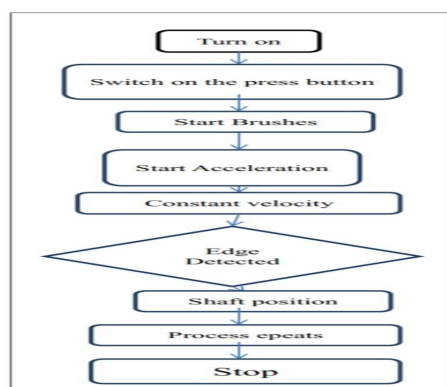 Turn on
Switch on the press button
Start Brushes
Start Acceleration
Constant velocity
Edge
Detected
Shaft position
Process epeats
Stop